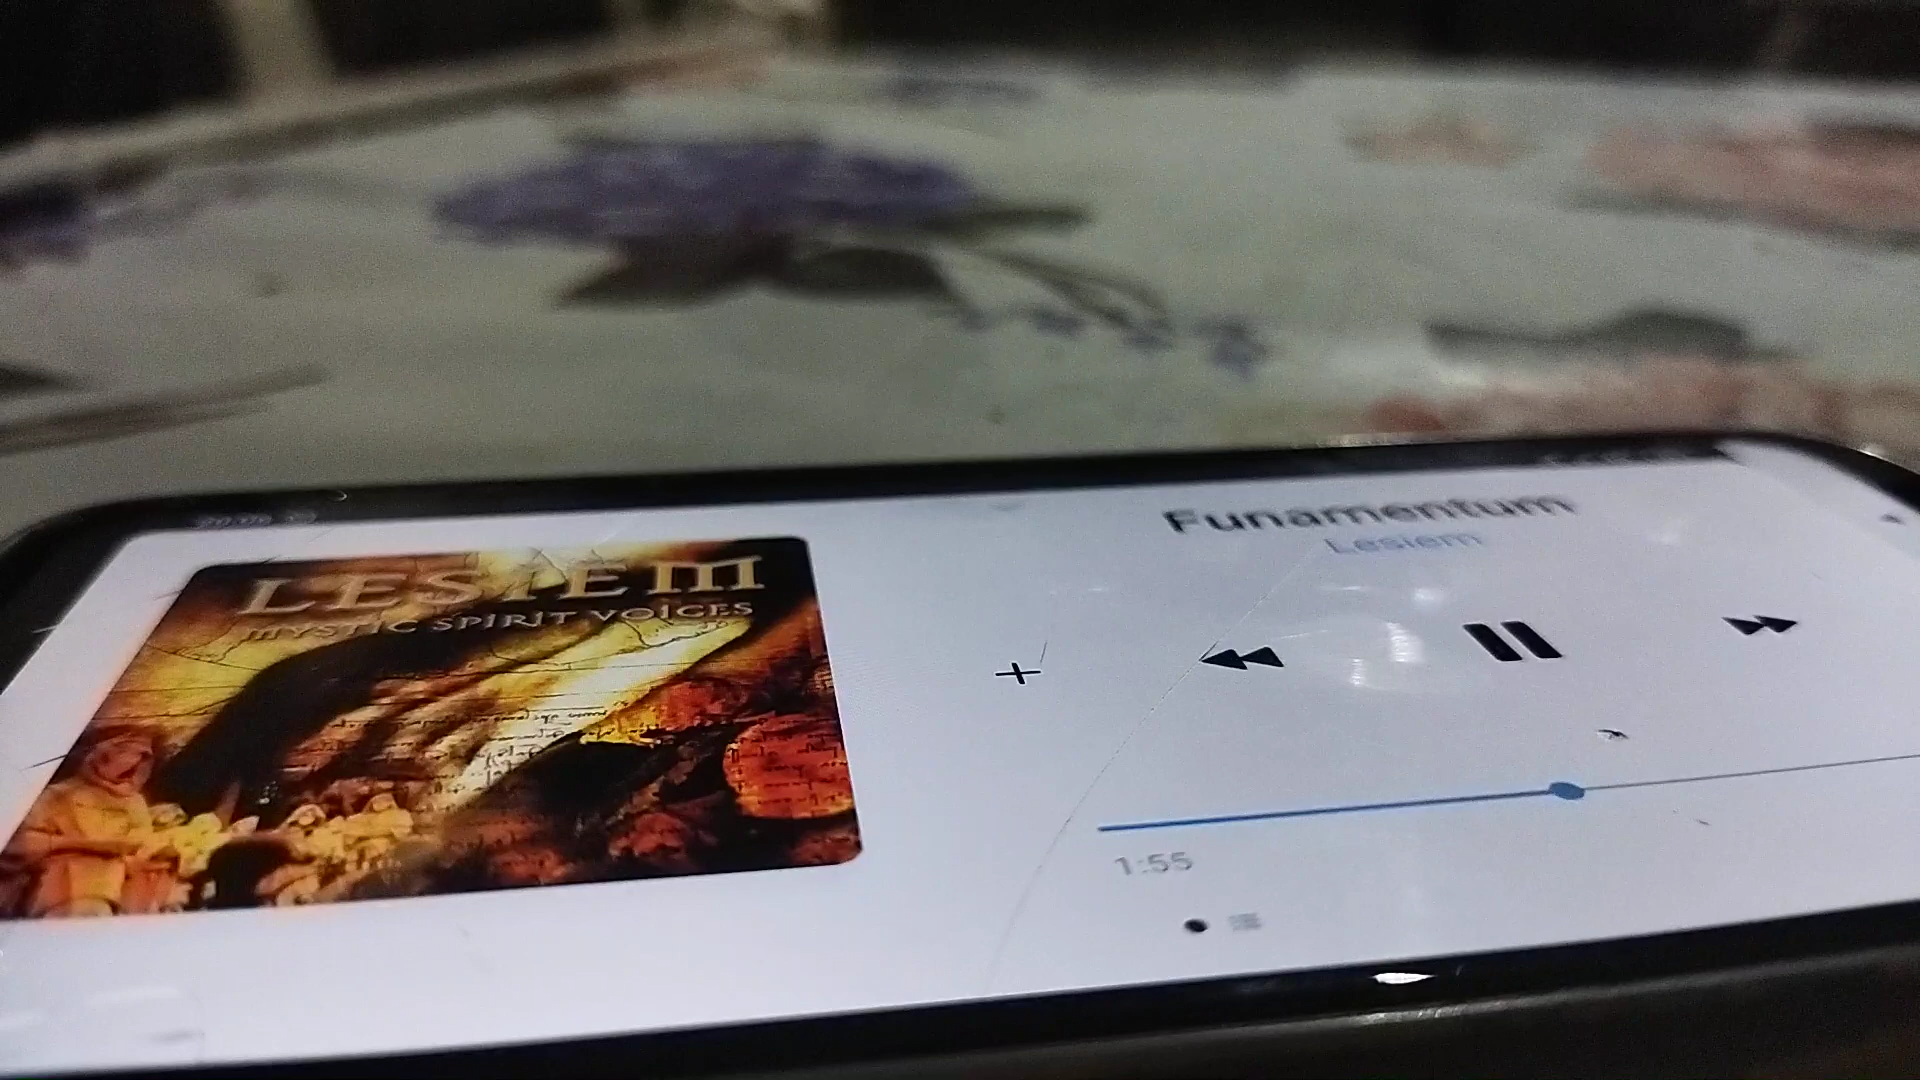 LESIEM
MYSTIC SPIRIT VOICES
Funamentum
Lesiem
1:55